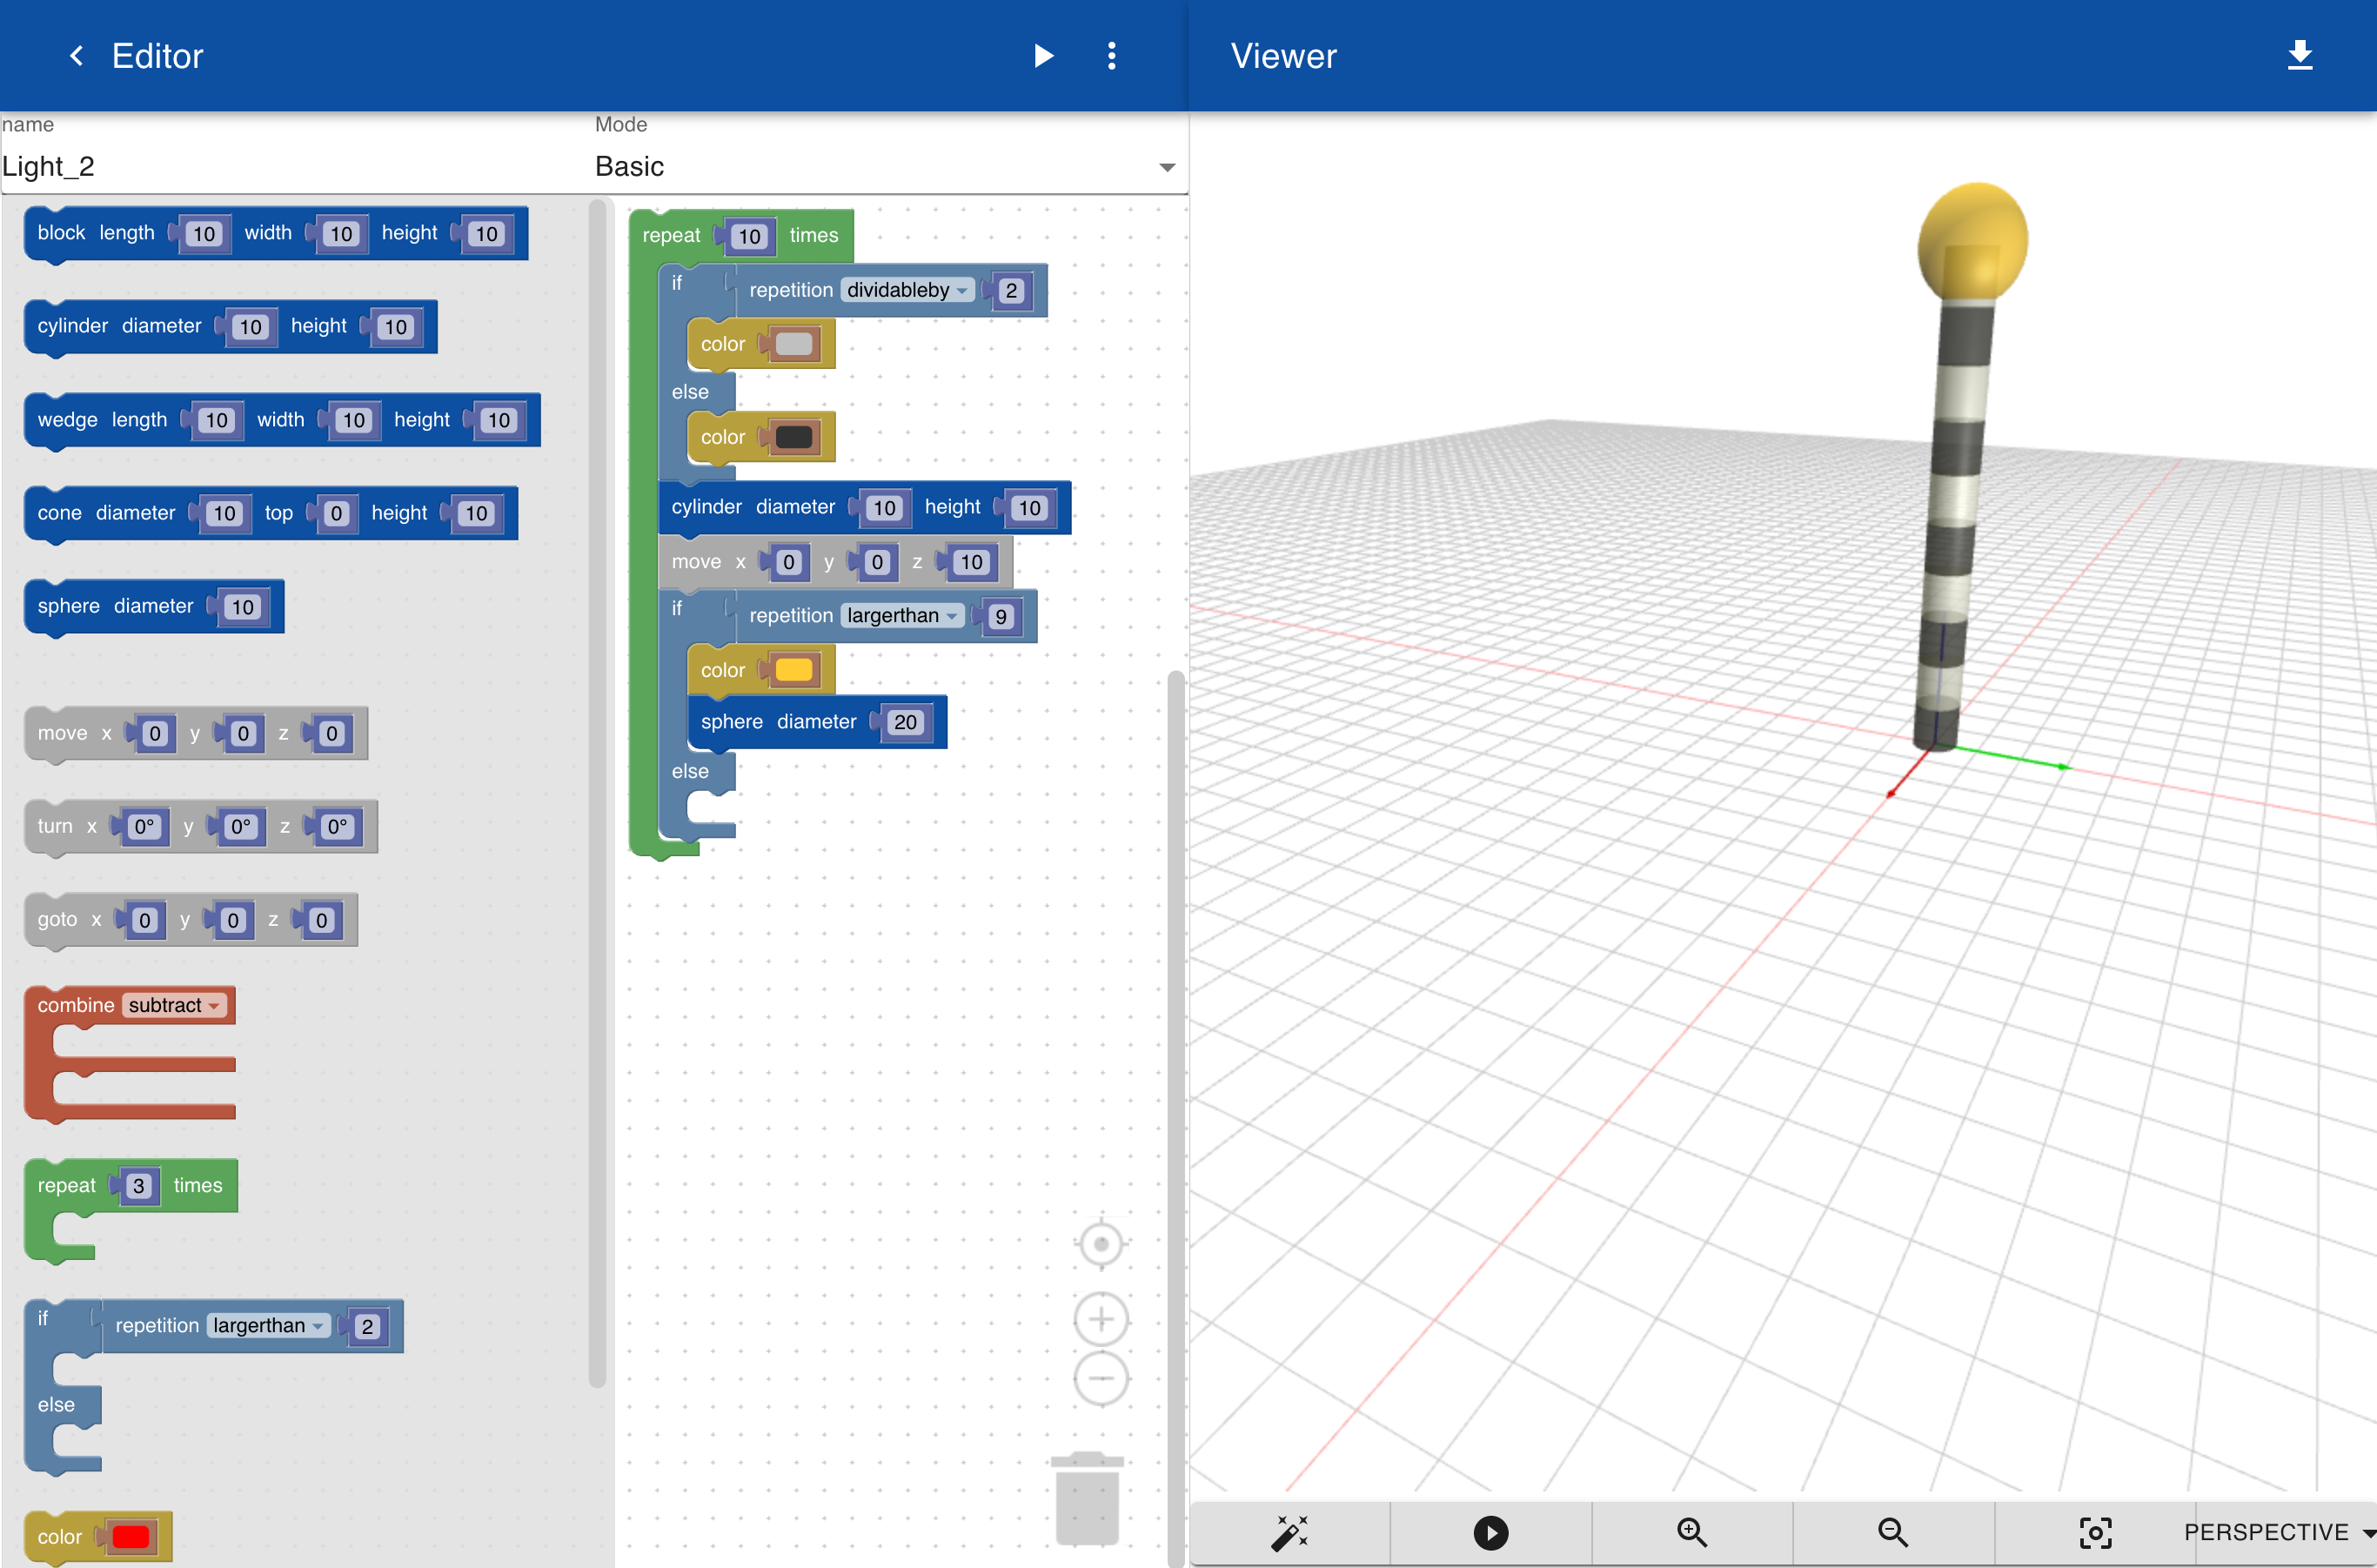 Editor
Viewer
name
Mode
Light_2
Basic
block length 10 width 10 height 10
cylinder diameter 10 height 10
wedge length 10 width 10 height 10
cone diameter 10 top 0 height 10
sphere diameter 10
move x 0 y 0 z 0
turn x 0° y 0° z 0°
goto x 0 y 0 z 0
combine subtract
repeat 3 times
if repetition largerthan 2
else
color
repeat 10 times
if repetition dividableby 2
color
else
color
cylinder diameter 10 height 10
move x 0 y 0 z 10
if repetition largerthan 9
color
sphere diameter 20
else
PERSPECTIVE